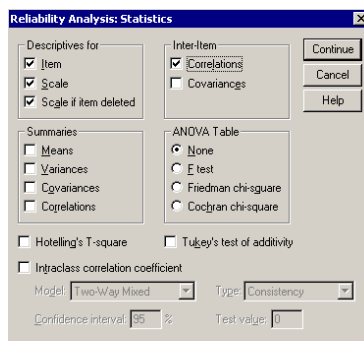 Reliability Analysis: Statistics
Descriptives for
Item
Scale
Scale if item deleted
Inter-Item
Correlations
Covariances
Continue
Cancel
Help
Summaries
Means
Variances
Covariances
Correlations
ANOVA Table
None
F test
Friedman chi-square
Cochran chi-square
Hotelling's T-square
Tukey's test of additivity
Intraclass correlation coefficient
Model: Two-Way Mixed
Type: Consistency
Confidence interval: 95 %
Test value: 0